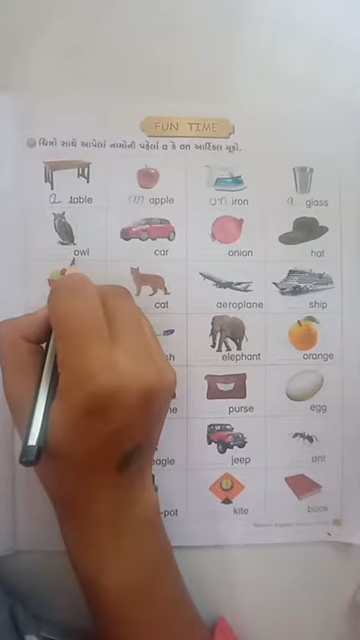 FUN TIME
ચિત્રો સાથે આપેલાં નામોની પહેલાં a કે an આર્ટિકલ મૂકો.
a table an apple an iron a glass
owl car onion hat
cat aeroplane ship
elephant orange
purse egg
eagle jeep ant
-pot kite book